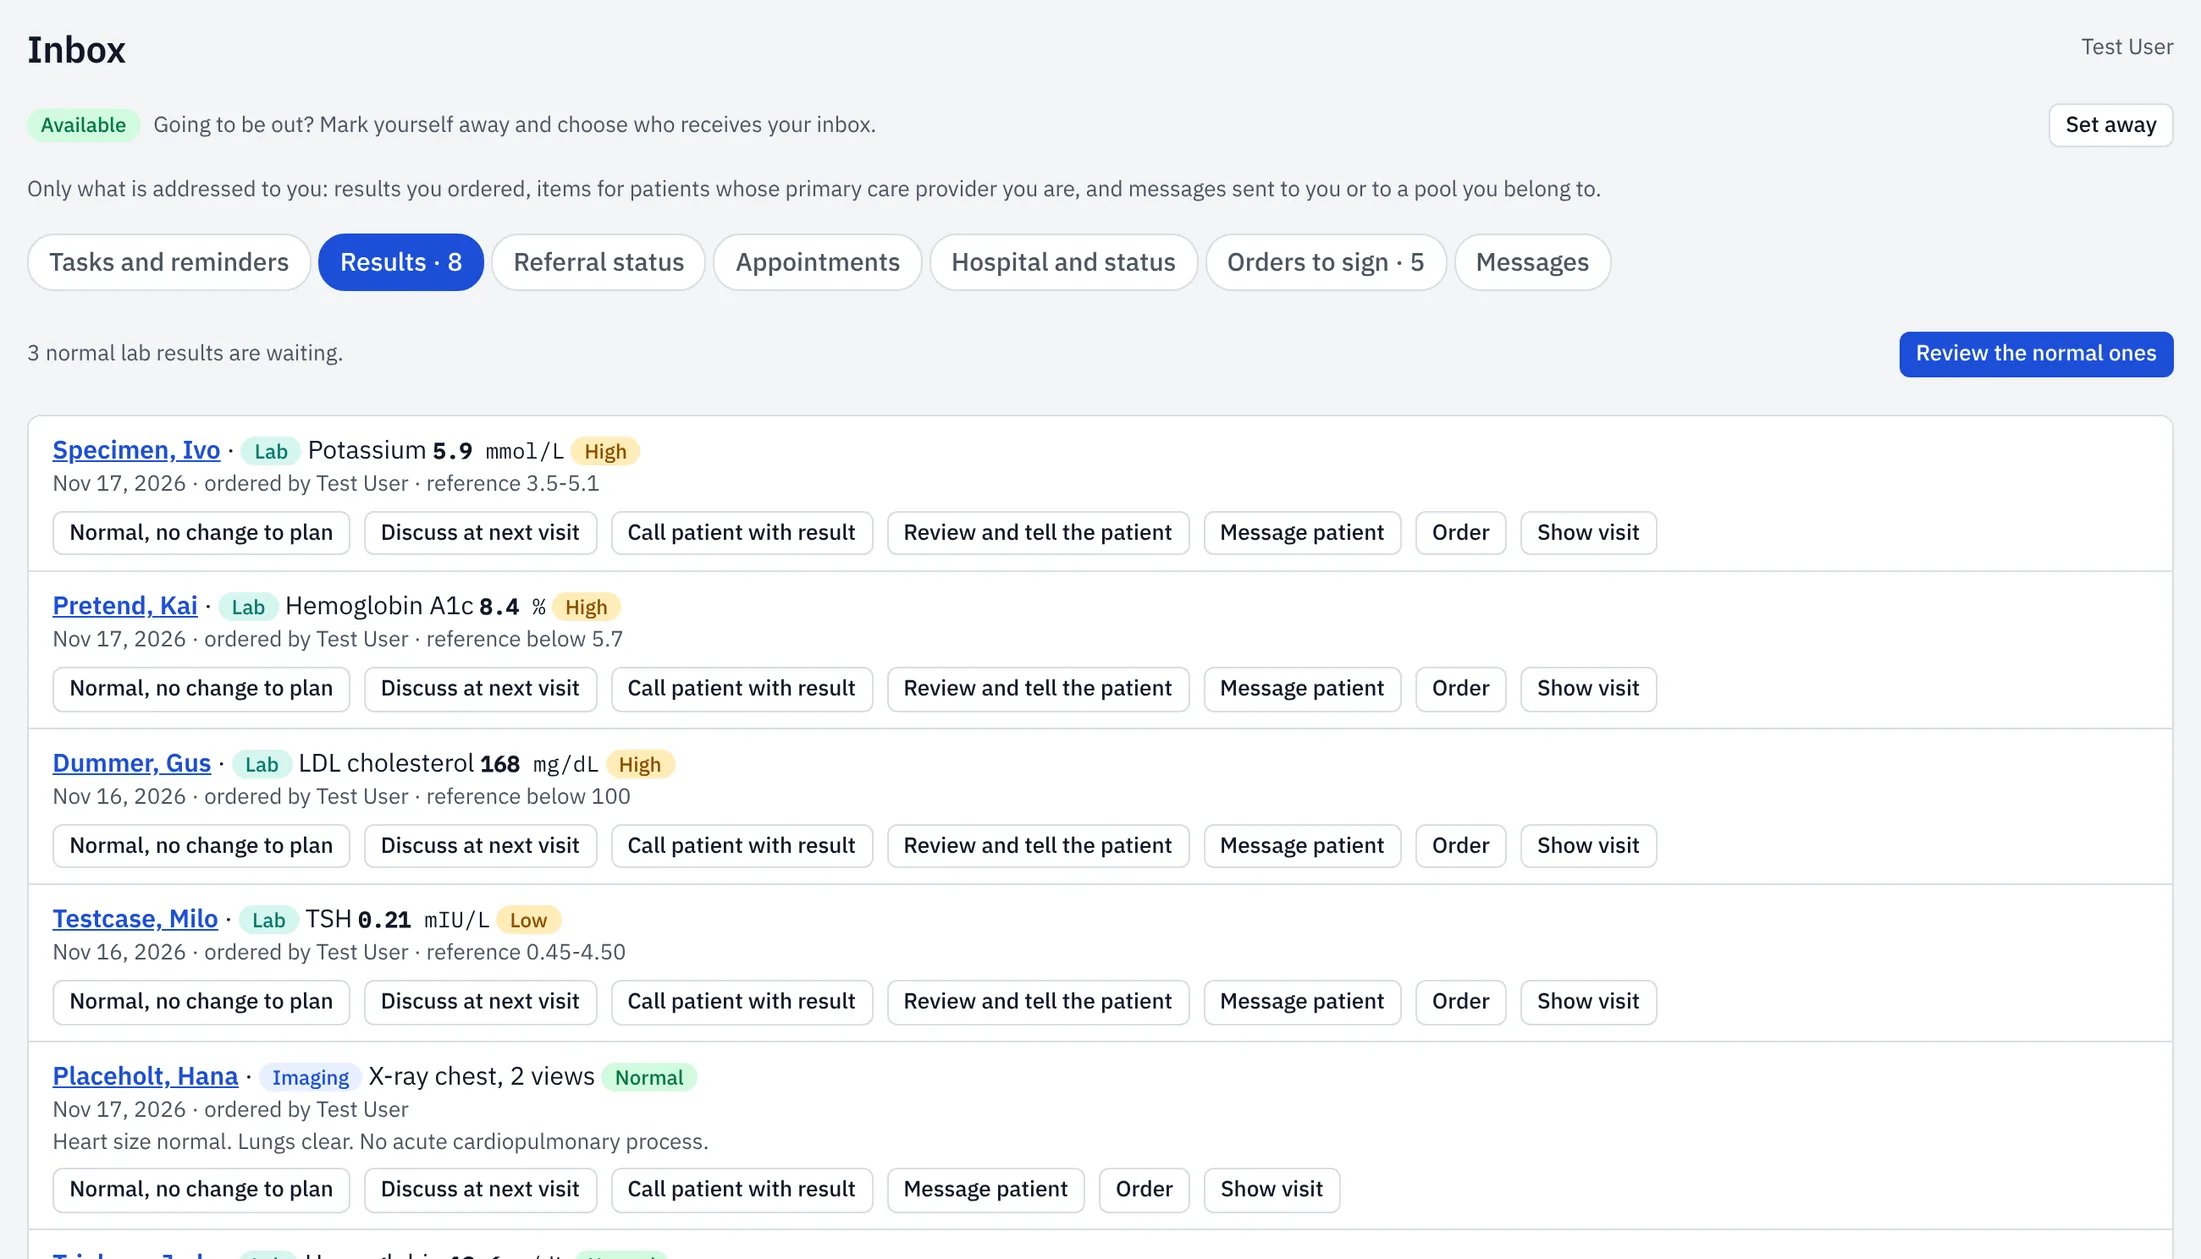 Inbox
Test User
Available Going to be out? Mark yourself away and choose who receives your inbox. Set away
Only what is addressed to you: results you ordered, items for patients whose primary care provider you are, and messages sent to you or to a pool you belong to.
Tasks and reminders Results · 8 Referral status Appointments Hospital and status Orders to sign · 5 Messages
3 normal lab results are waiting. Review the normal ones
Specimen, Ivo · Lab Potassium 5.9 mmol/L High
Nov 17, 2026 · ordered by Test User · reference 3.5-5.1
Normal, no change to plan Discuss at next visit Call patient with result Review and tell the patient Message patient Order Show visit
Pretend, Kai · Lab Hemoglobin A1c 8.4 % High
Nov 17, 2026 · ordered by Test User · reference below 5.7
Normal, no change to plan Discuss at next visit Call patient with result Review and tell the patient Message patient Order Show visit
Dummer, Gus · Lab LDL cholesterol 168 mg/dL High
Nov 16, 2026 · ordered by Test User · reference below 100
Normal, no change to plan Discuss at next visit Call patient with result Review and tell the patient Message patient Order Show visit
Testcase, Milo · Lab TSH 0.21 mIU/L Low
Nov 16, 2026 · ordered by Test User · reference 0.45-4.50
Normal, no change to plan Discuss at next visit Call patient with result Review and tell the patient Message patient Order Show visit
Placeholt, Hana · Imaging X-ray chest, 2 views Normal
Nov 17, 2026 · ordered by Test User
Heart size normal. Lungs clear. No acute cardiopulmonary process.
Normal, no change to plan Discuss at next visit Call patient with result Message patient Order Show visit